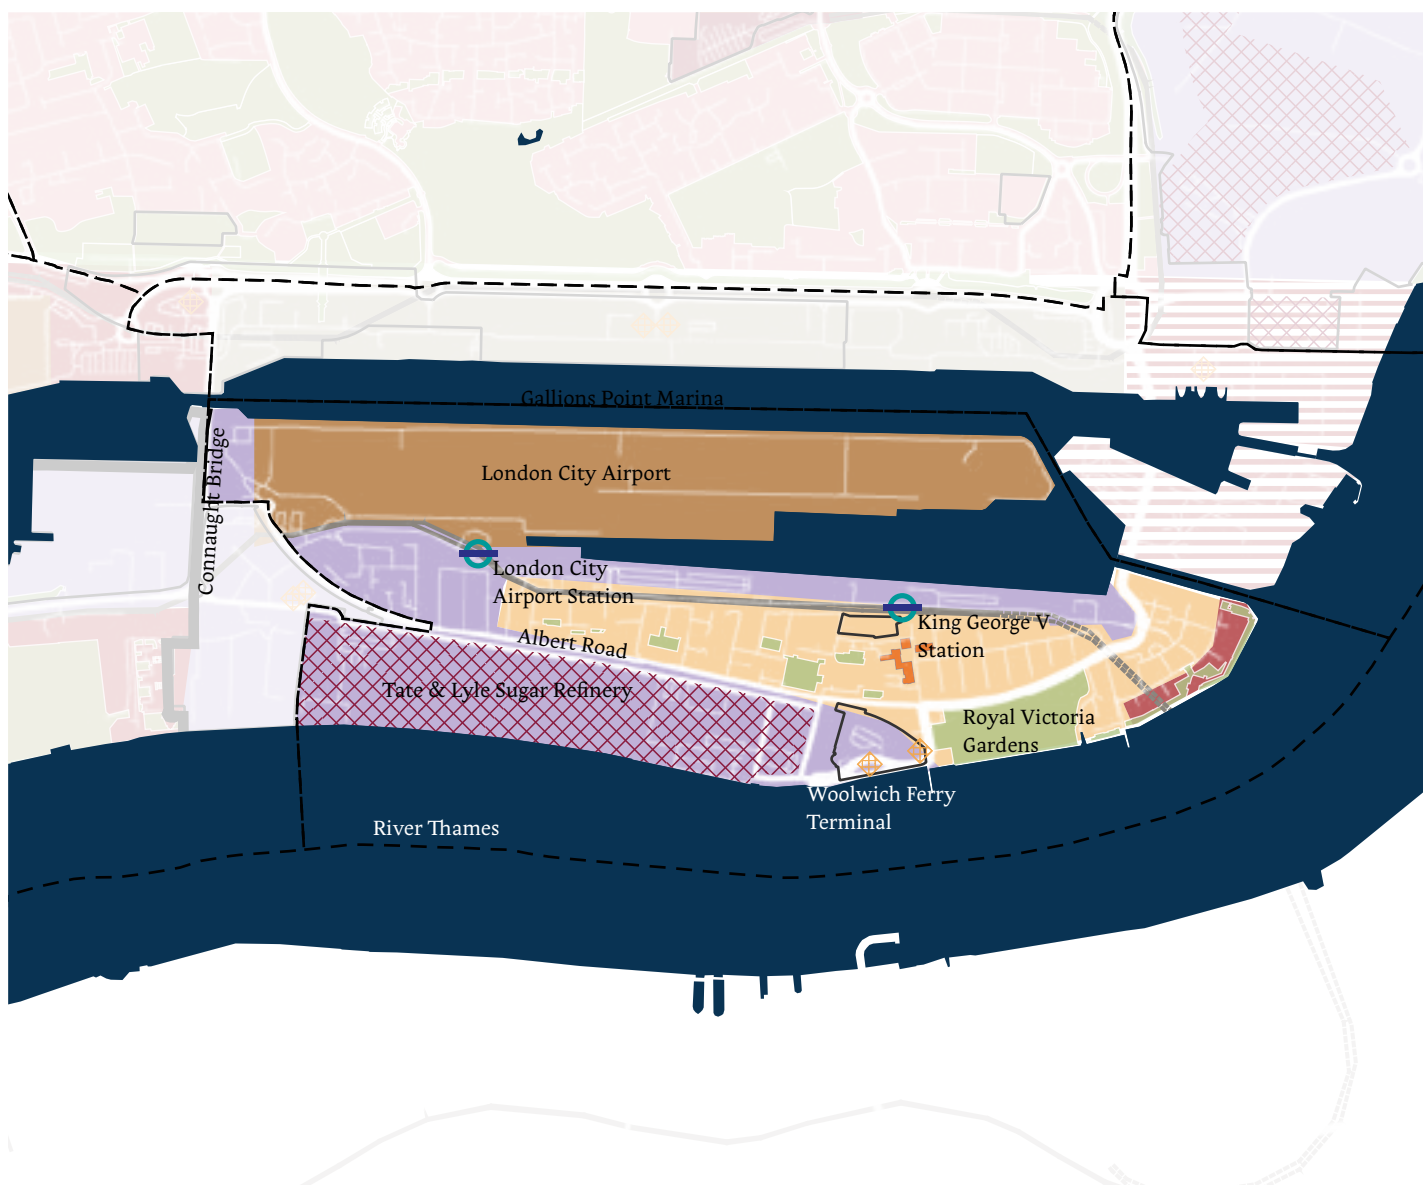 Gallions Point Marina
Connaught Bridge
London City Airport
London City
Airport Station
King George V
Station
Albert Road
Tate & Lyle Sugar Refinery
Royal Victoria
Gardens
Woolwich Ferry
Terminal
River Thames